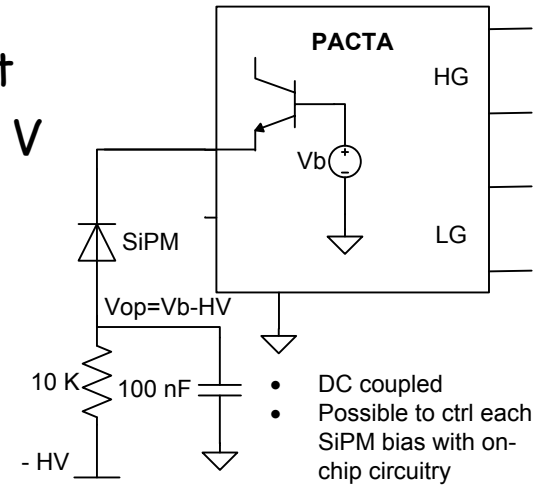 t
V
PACTA
HG
Vb
LG
SiPM
Vop=Vb-HV
10 K
100 nF
- HV
• DC coupled
• Possible to ctrl each
SiPM bias with on-
chip circuitry